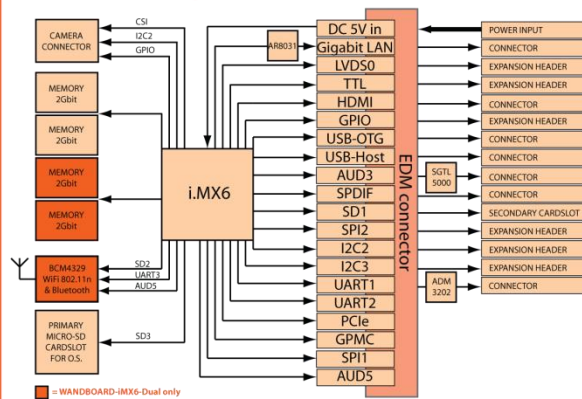 CSI
I2C2
GPIO
CAMERA
CONNECTOR
MEMORY
2Gbit
MEMORY
2Gbit
MEMORY
2Gbit
MEMORY
2Gbit
BCM4329
WiFi 802.11n
& Bluetooth
SD2
UART3
AUD5
PRIMARY
MICRO-SD
CARDSLOT
FOR O.S.
SD3
= WANDBOARD-iMX6-Dual only
i.MX6
AR8031
DC 5V in
Gigabit LAN
LVDS0
TTL
HDMI
GPIO
USB-OTG
USB-Host
AUD3
SPDIF
SD1
SPI2
I2C2
I2C3
UART1
UART2
PCIe
GPMC
SPI1
AUD5
EDM connector
SGTL
5000
ADM
3202
POWER INPUT
CONNECTOR
EXPANSION HEADER
EXPANSION HEADER
CONNECTOR
EXPANSION HEADER
CONNECTOR
CONNECTOR
CONNECTOR
CONNECTOR
SECONDARY CARDSLOT
EXPANSION HEADER
EXPANSION HEADER
EXPANSION HEADER
CONNECTOR